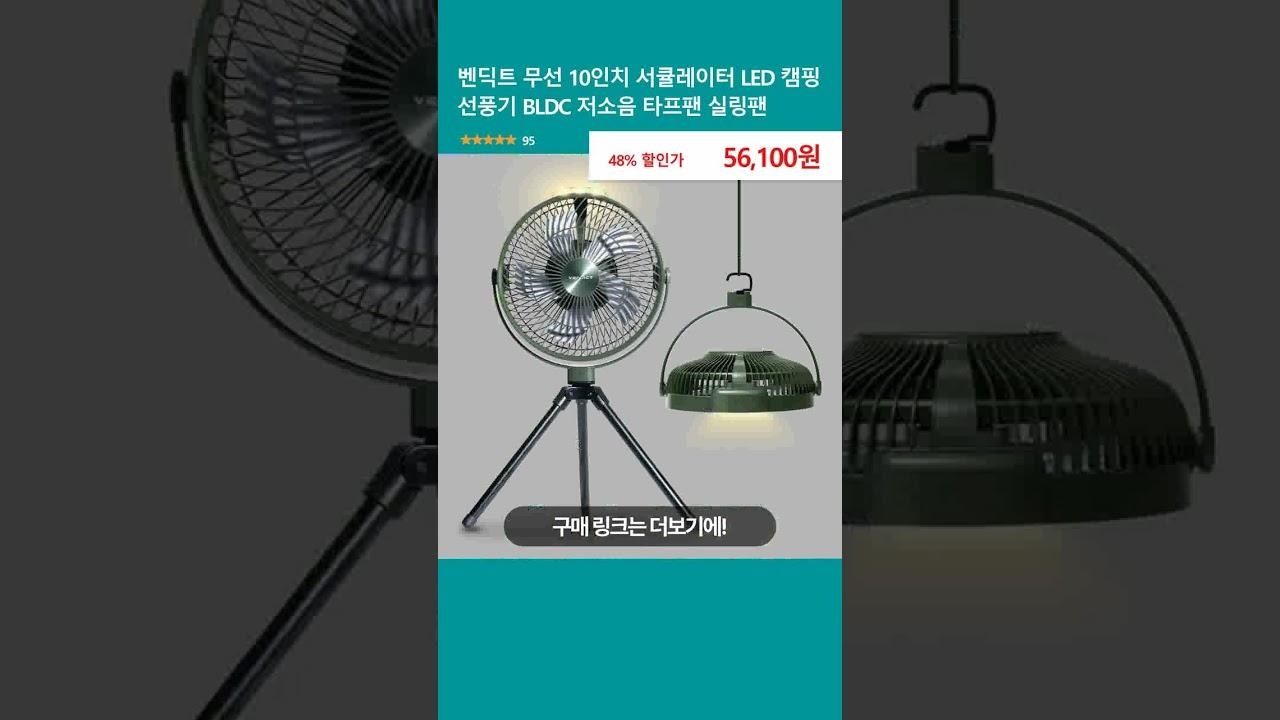 벤딕트 무선 10인치 서큘레이터 LED 캠핑
선풍기 BLDC 저소음 타프팬 실링팬
★★★★★ 95
48% 할인가 56,100원
구매 링크는 더보기에!